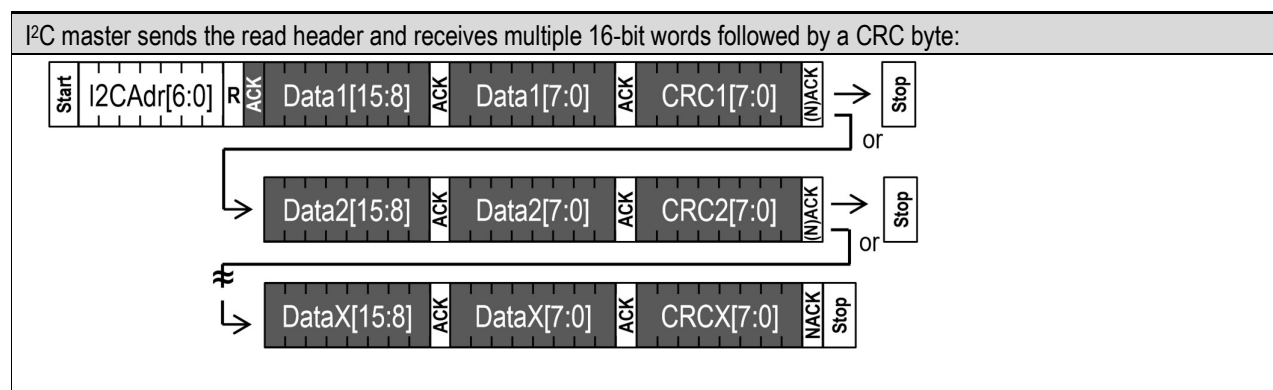 I²C master sends the read header and receives multiple 16-bit words followed by a CRC byte:
Start I2CAdr[6:0] R ACK Data1[15:8] ACK Data1[7:0] ACK CRC1[7:0] (N)ACK Stop
or
Data2[15:8] ACK Data2[7:0] ACK CRC2[7:0] (N)ACK Stop
or
DataX[15:8] ACK DataX[7:0] ACK CRCX[7:0] NACK Stop